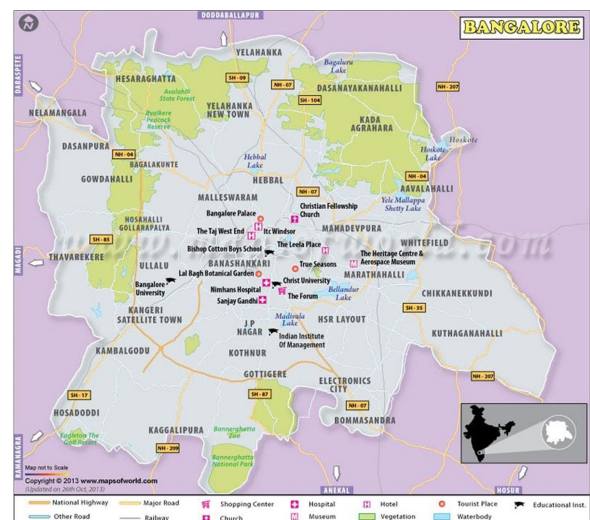 DODDABALLAPUR
BANGALORE
YELAHANKA
Bagaluru
Lake
DABASPETE
HESARAGHATTA
SH - 09
NH - 07
DASANAYAKANAHALLI
NH - 207
Avalahili
State Forest
SH - 104
NELAMANGALA
Byalkere
Peacock
Reserve
YELAHANKA
NEW TOWN
KADA
AGRAHARA
DASANPURA
Hoskote
NH - 04
BAGALAKUNTE
Hebbal
Lake
Hoskote
Lake
GOWDAHALLI
HEBBAL
NH - 04
NH - 07
AAVALAHALLI
MALLESWARAM
Christian Fellowship
Church
Yele Mallappa
Shetty Lake
Bangalore Palace
HOSAHALLI
GOLLARAPALYA
The Taj West End
Itc Windsor
MAHADEVPURA
SH - 85
Bishop Cotton Boys School
The Leela Place
WHITEFIELD
MAGADI
THAVAREKERE
BANASHANKARI
The Heritage Centre &
Aerospace Museum
ULLALU
True Seasons
Lal Bagh Botanical Garden
MARATHAHALLI
Bangalore
University
Christ University
Nimhans Hospital
Bellandur
Lake
CHIKKANEKKUNDI
The Forum
Sanjay Gandhi
KANGERI
SATELLITE TOWN
SH - 35
Madivala
Lake
HSR LAYOUT
J P
NAGAR
KUTHAGANAHALLI
Indian Institute
Of Management
KAMBALGODU
KOTHNUR
GOTTIGERE
ELECTRONICS
CITY
NH - 207
SH - 17
SH - 87
NH - 07
HOSADODDI
BOMMASANDRA
KAGGALIPURA
Bannerghatta
Zoo
Eagleton The
Golf Resort
NH - 209
Bannerghatta
National Park
RAMANAGRA
Map not to Scale
Copyright © 2013 www.mapsofworld.com
(Updated on 26th Oct, 2013)
ANEKAL
HOSUR
National Highway
Major Road
Shopping Center
Hospital
Hotel
Tourist Place
Educational Inst.
Other Road
Railway
Church
Museum
Vegetation
Waterbody